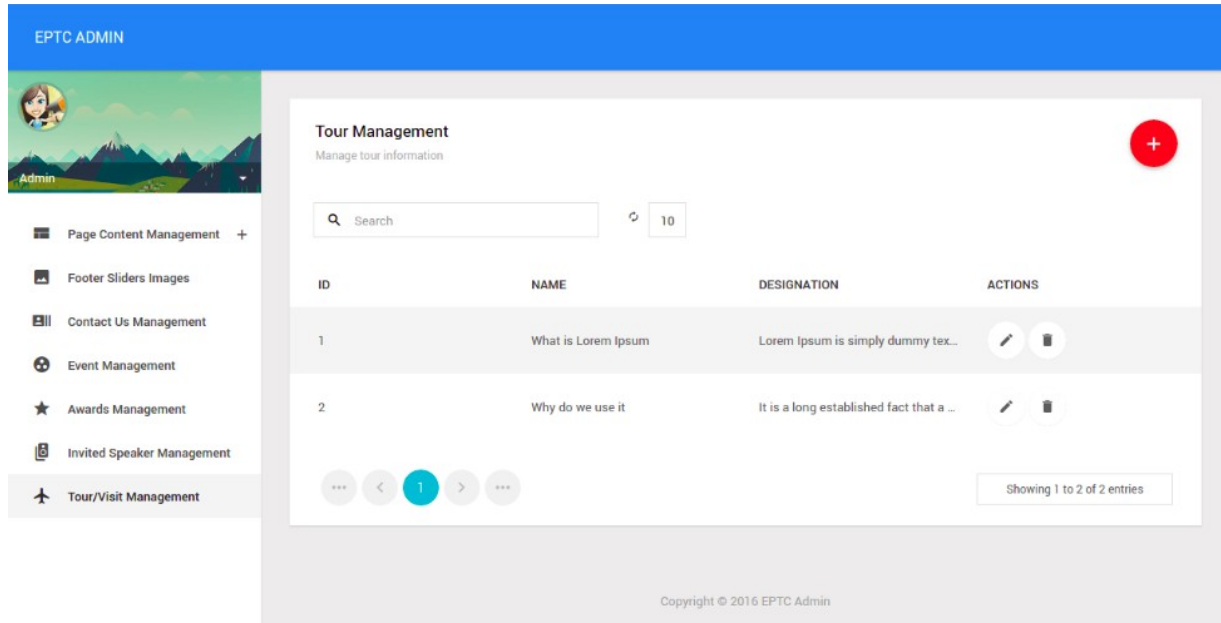 EPTC ADMIN
Admin
Page Content Management +
Footer Sliders Images
Contact Us Management
Event Management
Awards Management
Invited Speaker Management
Tour/Visit Management
Tour Management
Manage tour information
+
Search
10
ID NAME DESIGNATION ACTIONS
1 What is Lorem Ipsum Lorem Ipsum is simply dummy tex...
2 Why do we use it It is a long established fact that a ...
... < 1 > ...
Showing 1 to 2 of 2 entries
Copyright © 2016 EPTC Admin